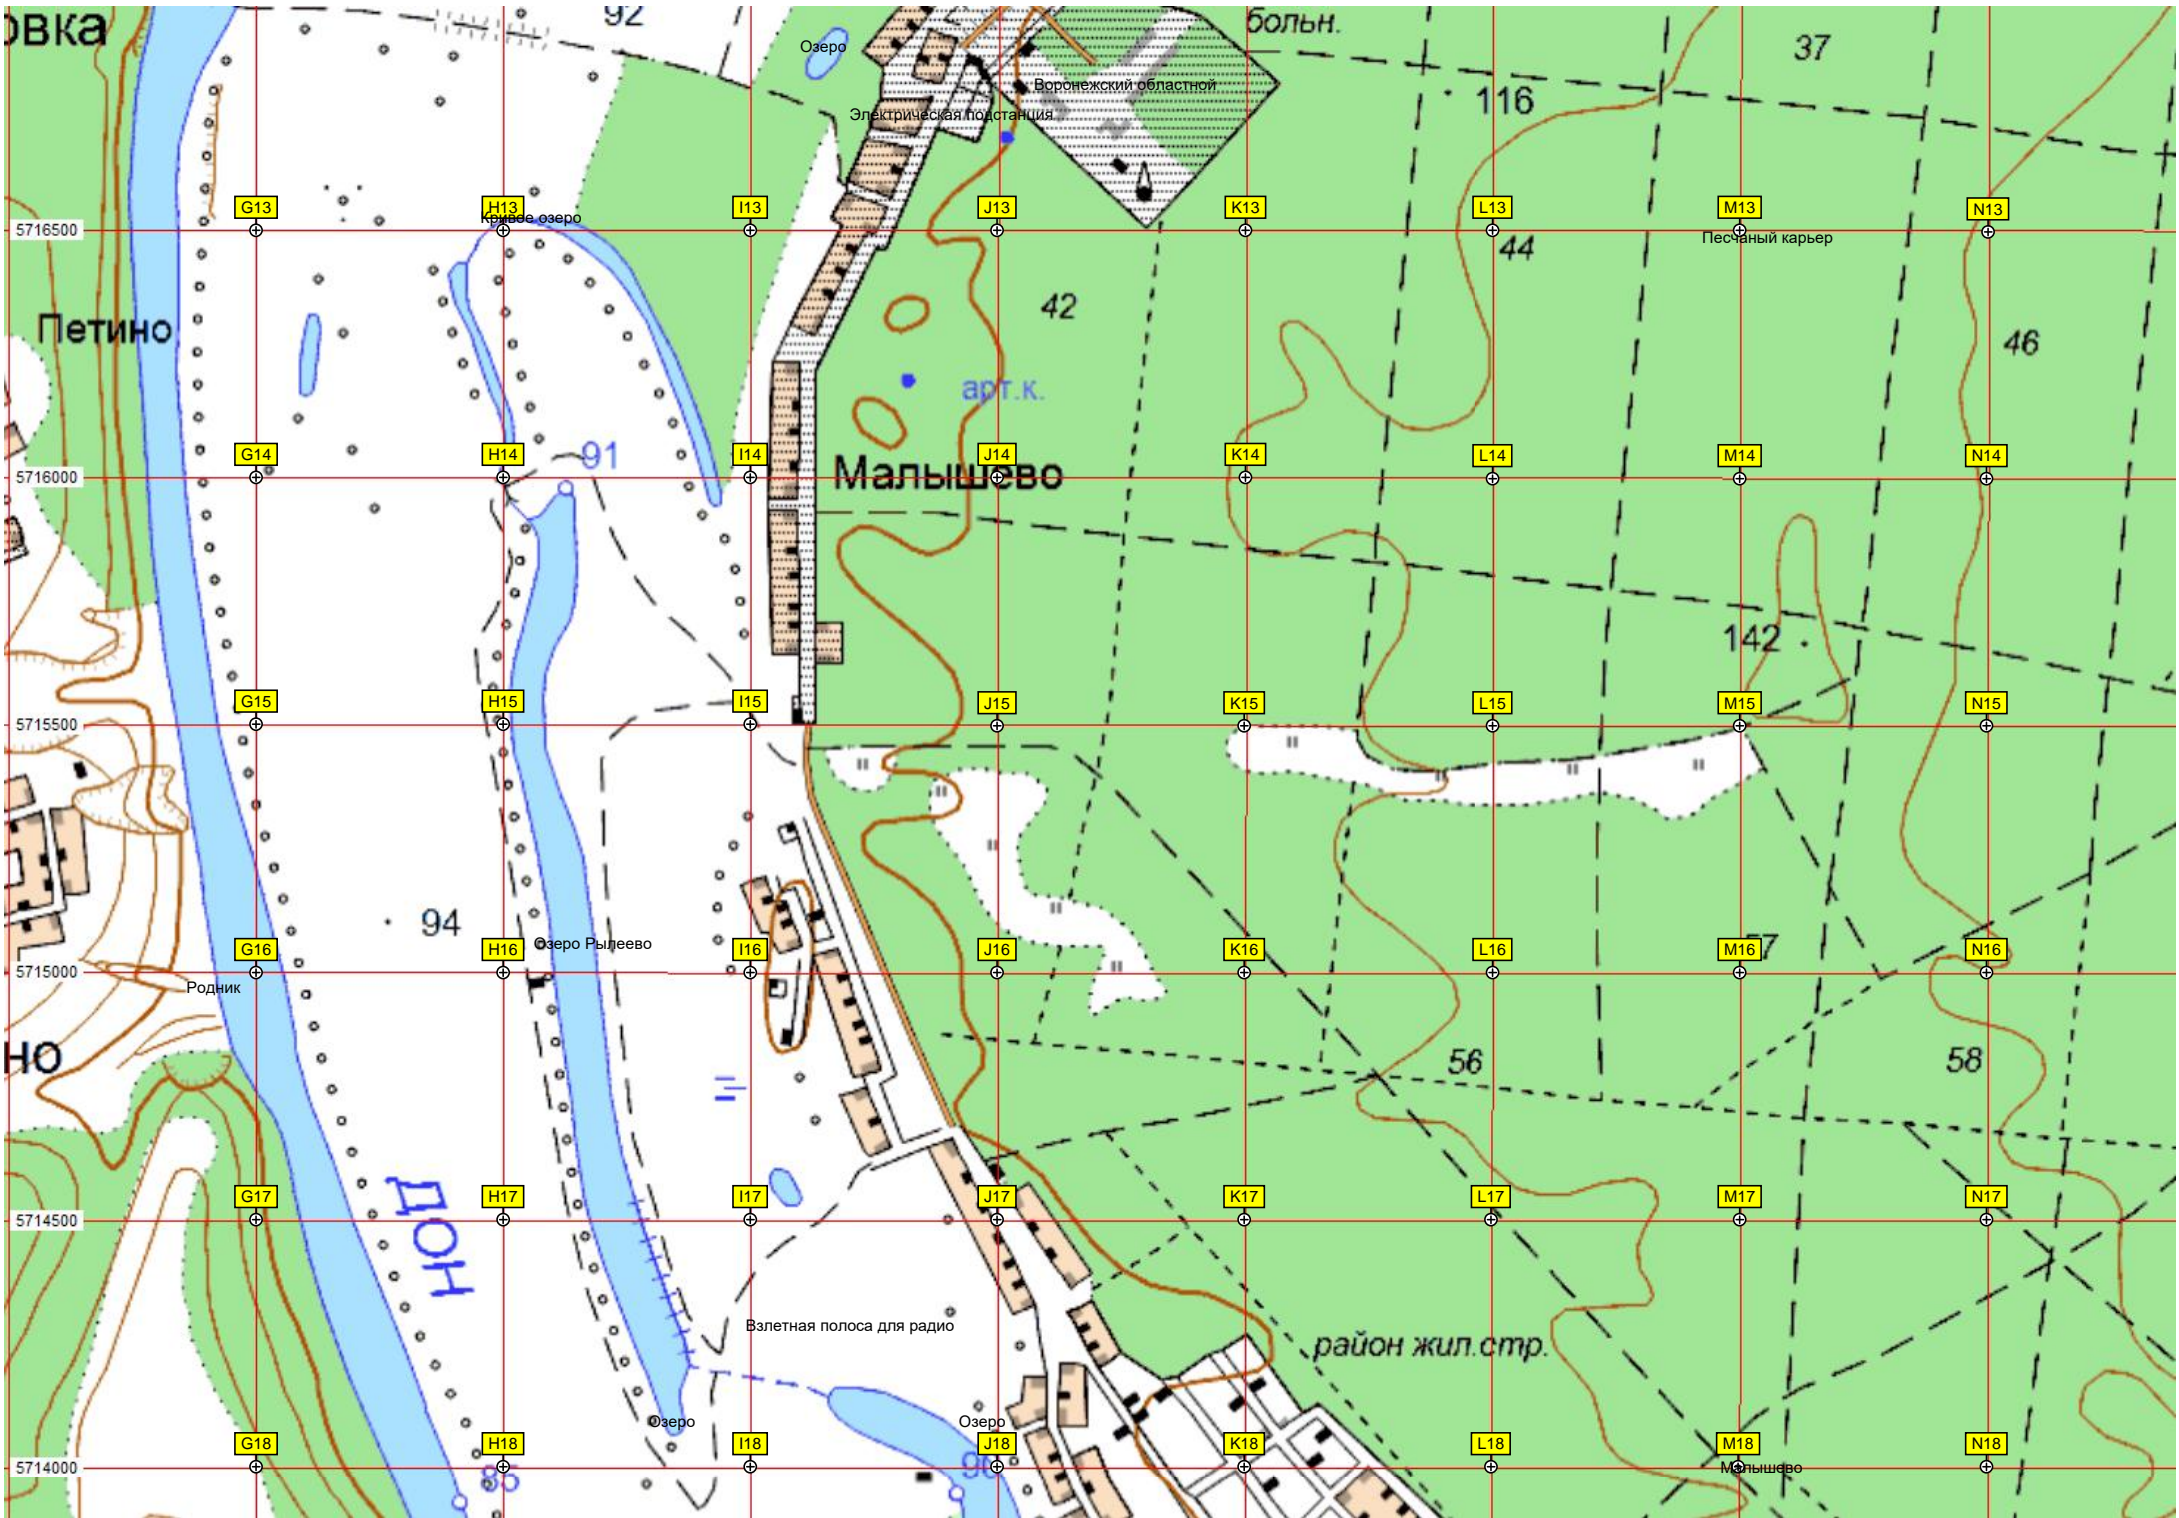 овка
92
Озеро
больн.
37
Воронежский областной
116
Электрическая подстанция
G13
H13
I13
J13
K13
L13
M13
N13
Кривое озеро
5716500
Песчаный карьер
44
42
Петино
46
арт.к.
91
G14
H14
I14
J14
K14
L14
M14
N14
5716000
Малышево
142
G15
H15
I15
J15
K15
L15
M15
N15
5715500
94
Озеро Рылеево
G16
H16
I16
J16
K16
L16
M16
57
N16
5715000
Родник
но
56
58
G17
H17
I17
J17
K17
L17
M17
N17
5714500
ДОН
Взлетная полоса для радио
район жил.стр.
Озеро
Озеро
G18
H18
I18
J18
K18
L18
M18
N18
5714000
Малышево
85
90